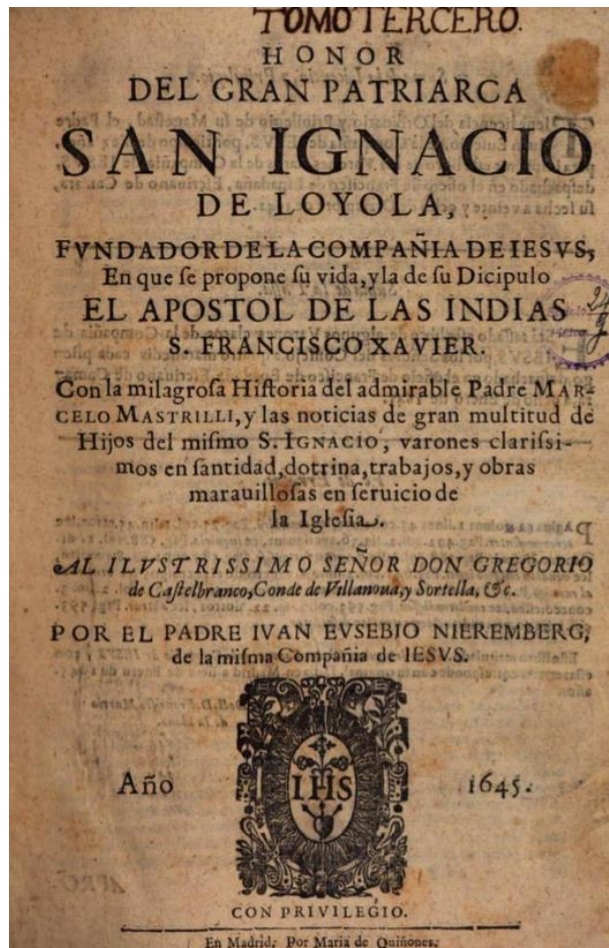 TOMO TERCERO.
HONOR
DEL GRAN PATRIARCA
SAN IGNACIO
DE LOYOLA,
FVNDADOR DE LA COMPAÑIA DE IESVS,
En que ſe propone ſu vida, y la de ſu Dicipulo
EL APOSTOL DE LAS INDIAS
S. FRANCISCO XAVIER.
Con la milagroſa Hiſtoria del admirable Padre MAR-
CELO MASTRILLI, y las noticias de gran multitud de
Hijos del miſmo S. IGNACIO, varones clariſsi-
mos en ſantidad, dotrina, trabajos, y obras
marauilloſas en ſeruicio de
la Igleſia.
AL ILVSTRISSIMO SEÑOR DON GREGORIO
de Caſtelbranco, Conde de Villanoua, y Sortella, &c.
POR EL PADRE IVAN EVSEBIO NIEREMBERG,
de la miſma Compañia de IESVS.
IHS
Año 1645.
CON PRIVILEGIO.
En Madrid, Por Maria de Quiñones.